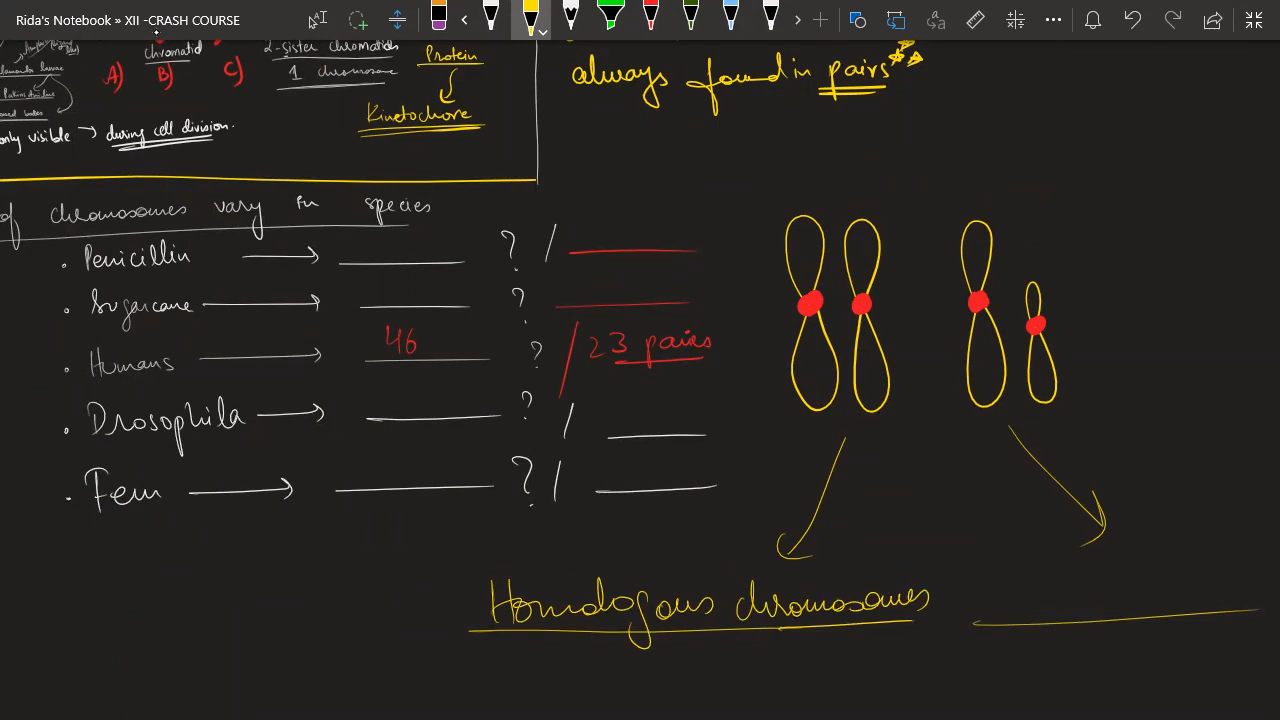 Rida's Notebook » XII -CRASH COURSE
chromatid
2-sister chromatids
1 chromosome
A) B) C)
Protein
Kinetochore
only visible → during cell division.
always found in pairs
of chromosomes vary in species
. Penicillin → ? /
. Sugarcane → ?
. Humans → 46 ? / 23 pairs
. Drosophila → ? /
. Fern → ? /
Homologous chromosomes